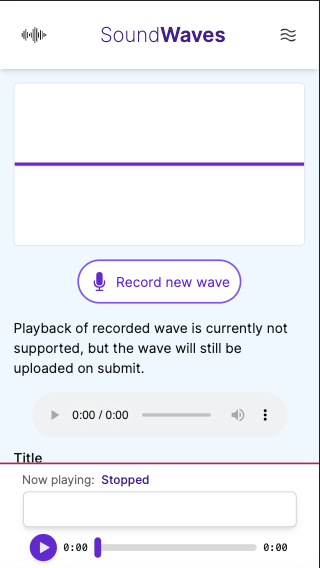 SoundWaves
Record new wave
Playback of recorded wave is currently not
supported, but the wave will still be
uploaded on submit.
0:00 / 0:00
Title
Now playing: Stopped
0:00 0:00